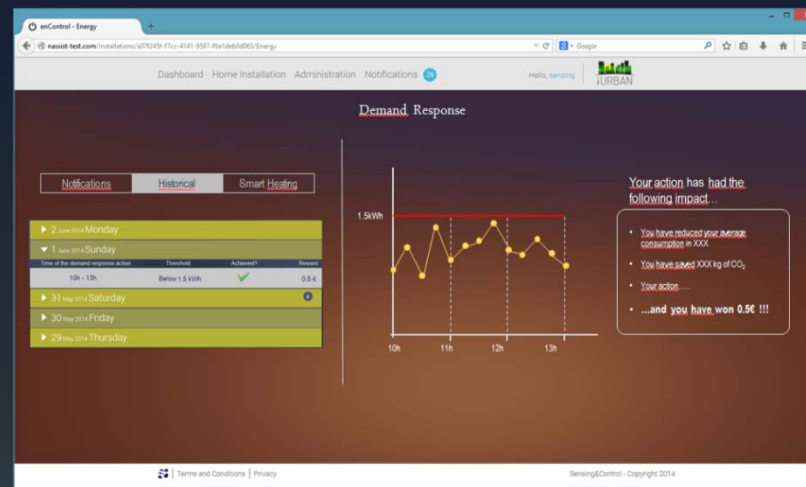 enControl - Energy
nassist-test.com/installations/a07f245f-f7cc-4141-9597-f9a1deb0d063/Energy
Google
Dashboard Home Installation Administration Notifications 26
Hello, sensing
iURBAN
Demand Response
Notifications Historical Smart Heating
2 June 2014 Monday
1 June 2014 Sunday
Time of the demand response action Threshold Achieved? Reward
10h - 13h Below 1.5 kWh 0.5 €
31 May 2014 Saturday
30 May 2014 Friday
29 May 2014 Thursday
1.5kWh
10h 11h 12h 13h
Your action has had the
following impact…
• You have reduced your average
consumption in XXX
• You have saved XXX kg of CO2
• Your action…..
• …and you have won 0.5€ !!!
Terms and Conditions | Privacy
Sensing&Control - Copyright 2014